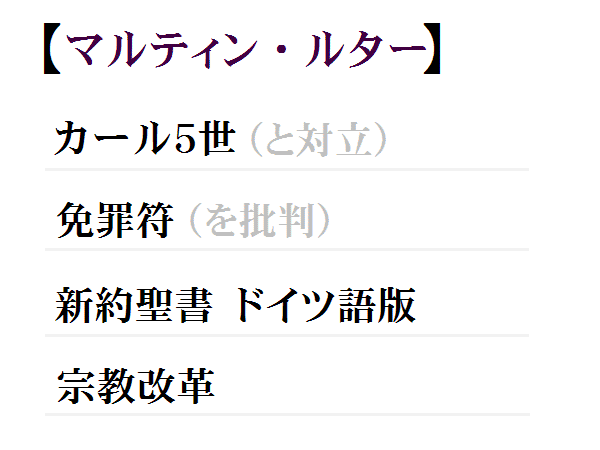 【マルティン・ルター】
カール5世（と対立）
免罪符（を批判）
新約聖書 ドイツ語版
宗教改革